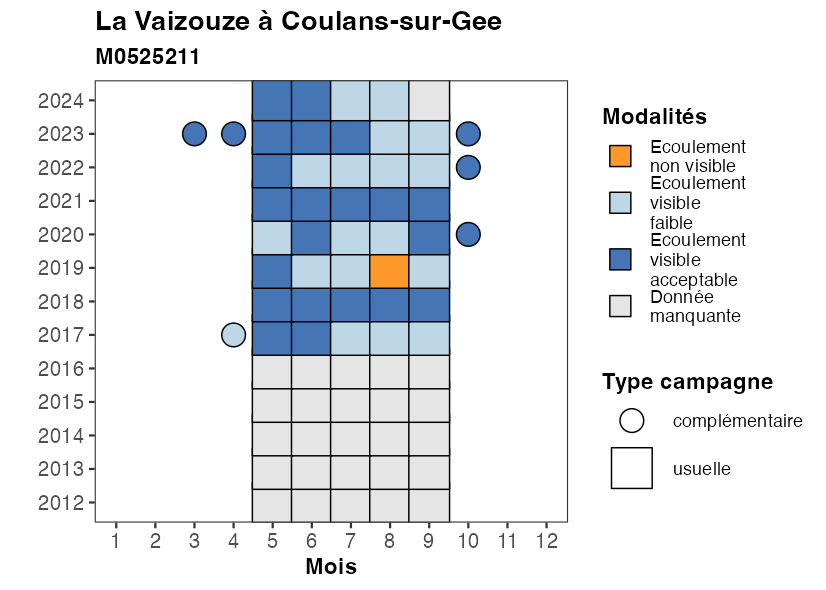 La Vaizouze à Coulans-sur-Gee
M0525211
2024
2023
2022
2021
2020
2019
2018
2017
2016
2015
2014
2013
2012
1 2 3 4 5 6 7 8 9 10 11 12
Mois
Modalités
Ecoulement
non visible
Ecoulement
visible
faible
Ecoulement
visible
acceptable
Donnée
manquante
Type campagne
complémentaire
usuelle